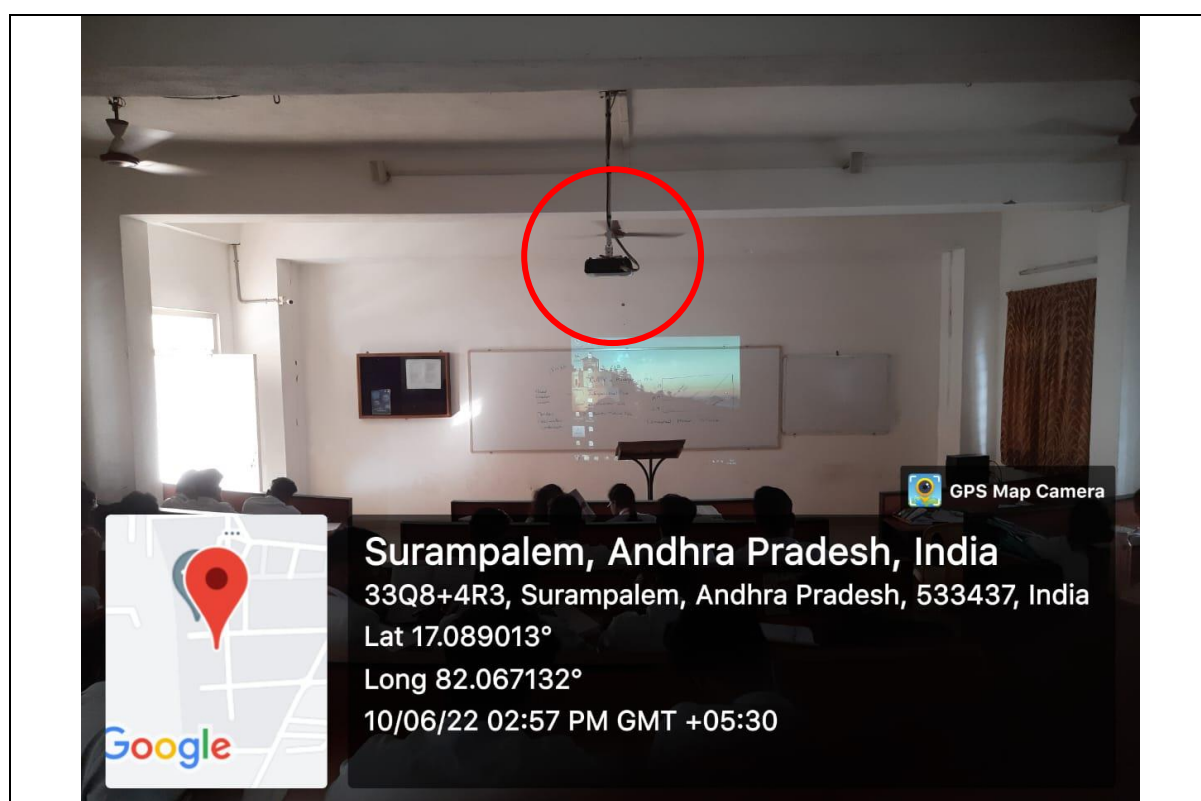 GPS Map Camera
Surampalem, Andhra Pradesh, India
33Q8+4R3, Surampalem, Andhra Pradesh, 533437, India
Lat 17.089013°
Long 82.067132°
10/06/22 02:57 PM GMT +05:30
Google